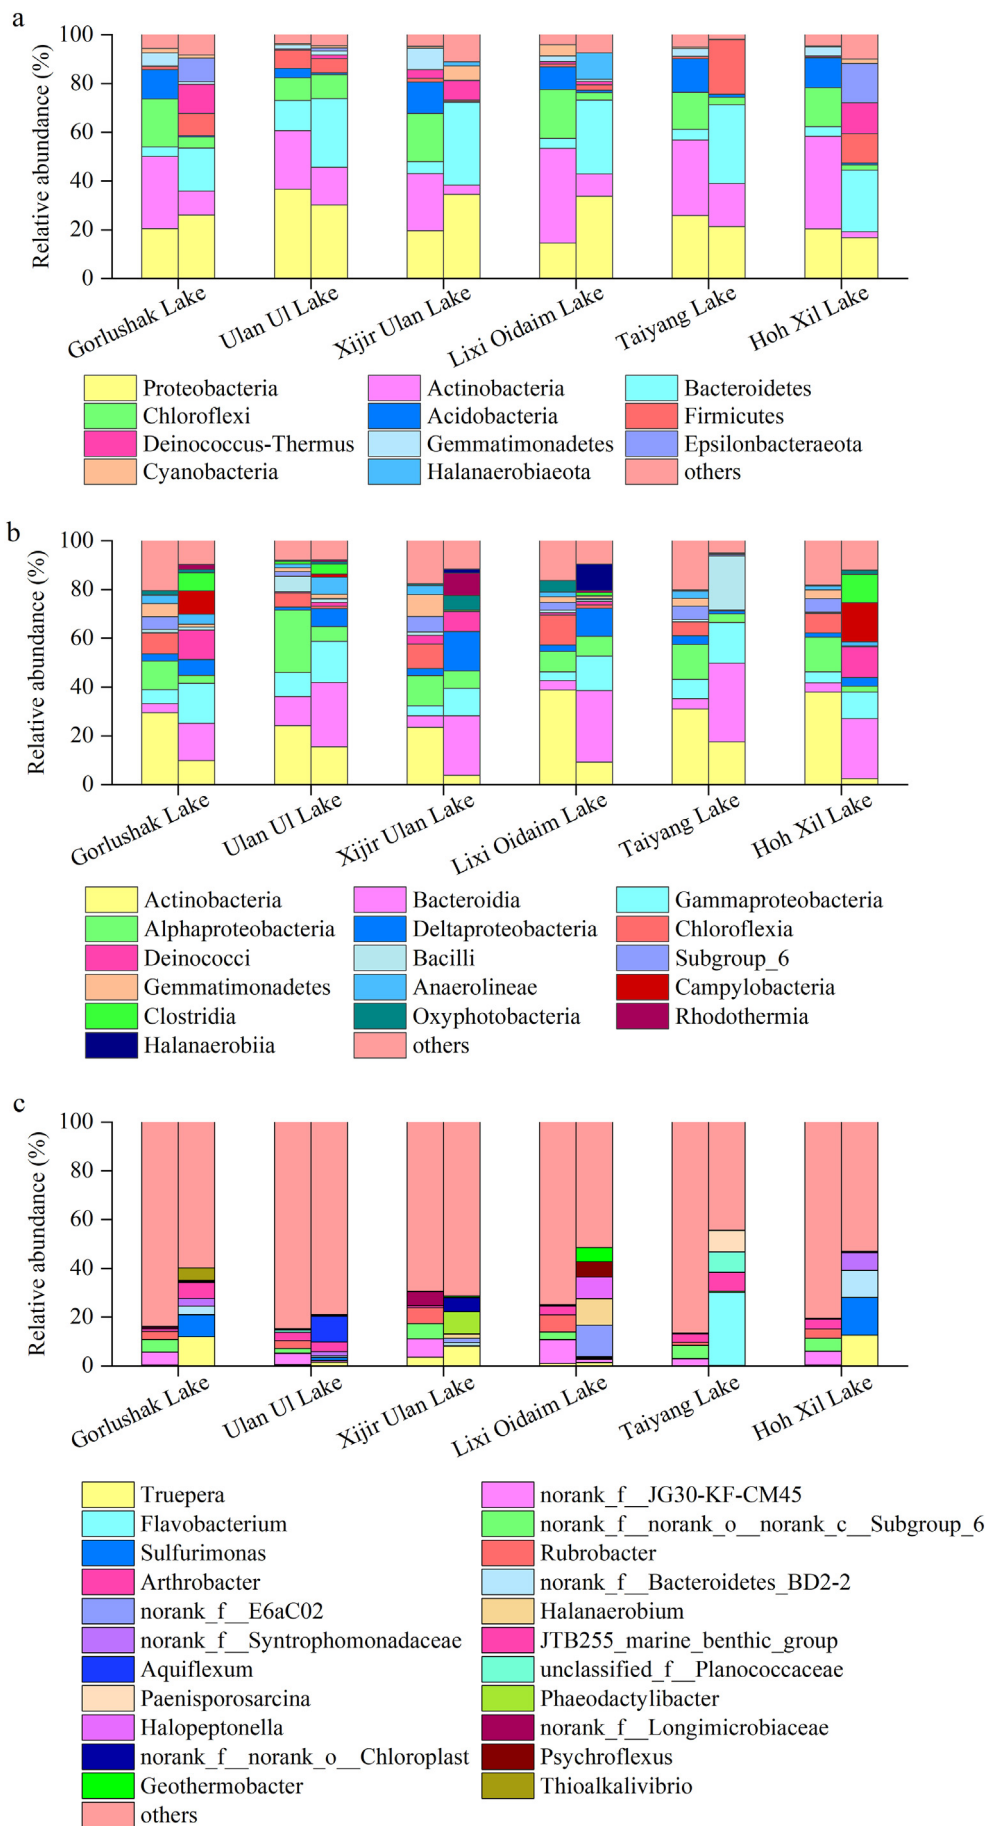 a
Relative abundance (%)
100
80
60
40
20
0
Gorlushak Lake
Ulan Ul Lake
Xijir Ulan Lake
Lixi Oidaim Lake
Taiyang Lake
Hoh Xil Lake
Proteobacteria Actinobacteria Bacteroidetes
Chloroflexi Acidobacteria Firmicutes
Deinococcus-Thermus Gemmatimonadetes Epsilonbacteraeota
Cyanobacteria Halanaerobiaeota others
b
Relative abundance (%)
100
80
60
40
20
0
Gorlushak Lake
Ulan Ul Lake
Xijir Ulan Lake
Lixi Oidaim Lake
Taiyang Lake
Hoh Xil Lake
Actinobacteria Bacteroidia Gammaproteobacteria
Alphaproteobacteria Deltaproteobacteria Chloroflexia
Deinococci Bacilli Subgroup_6
Gemmatimonadetes Anaerolineae Campylobacteria
Clostridia Oxyphotobacteria Rhodothermia
Halanaerobiia others
c
Relative abundance (%)
100
80
60
40
20
0
Gorlushak Lake
Ulan Ul Lake
Xijir Ulan Lake
Lixi Oidaim Lake
Taiyang Lake
Hoh Xil Lake
Truepera norank_f__JG30-KF-CM45
Flavobacterium norank_f__norank_o__norank_c__Subgroup_6
Sulfurimonas Rubrobacter
Arthrobacter norank_f__Bacteroidetes_BD2-2
norank_f__E6aC02 Halanaerobium
norank_f__Syntrophomonadaceae JTB255_marine_benthic_group
Aquiflexum unclassified_f__Planococcaceae
Paenisporosarcina Phaeodactylibacter
Halopeptonella norank_f__Longimicrobiaceae
norank_f__norank_o__Chloroplast Psychroflexus
Geothermobacter Thioalkalivibrio
others